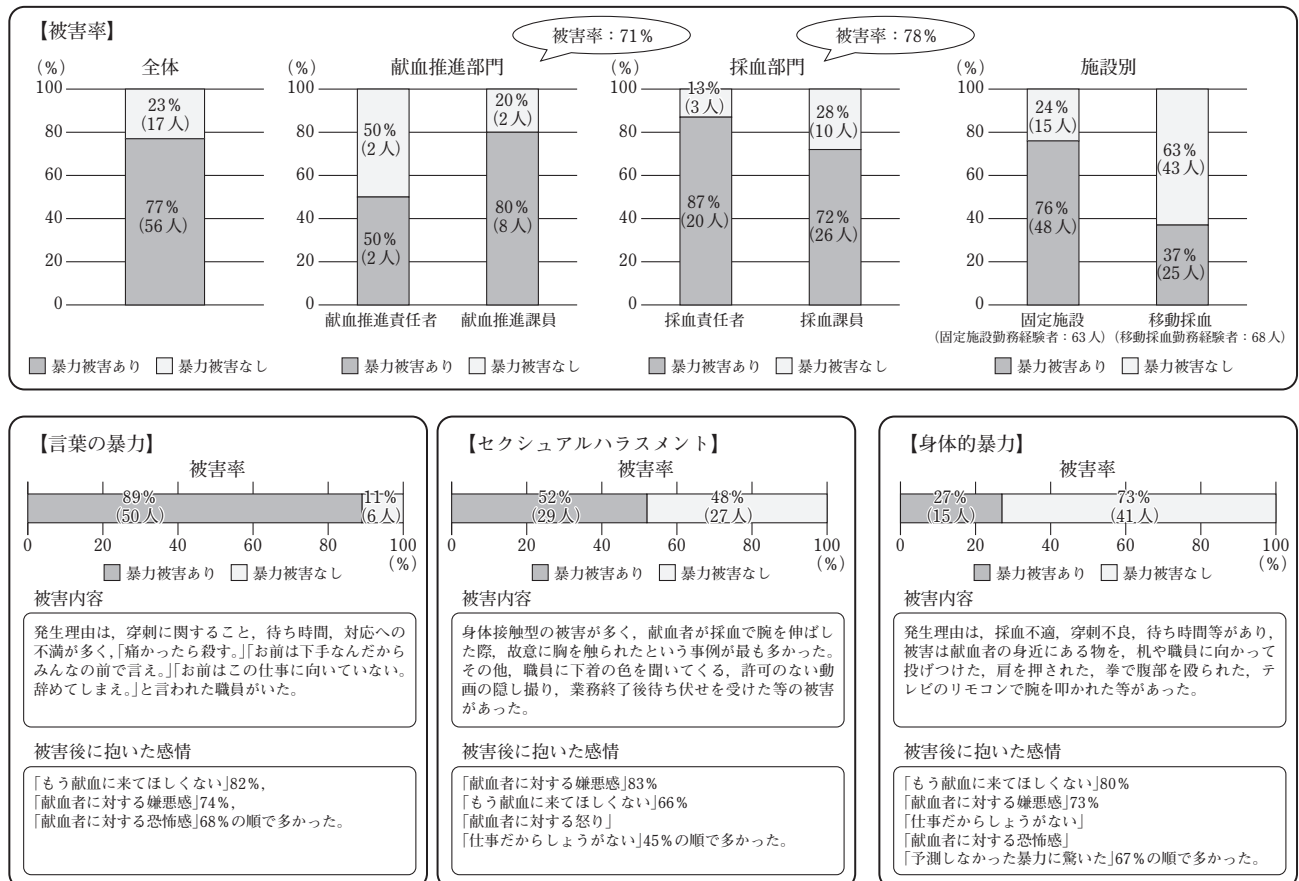 【被害率】
被害率:71%
被害率:78%
(%)
全体
100
80
60
40
20
0
23%
(17人)
77%
(56人)
暴力被害あり
暴力被害なし
(%)
献血推進部門
100
80
60
40
20
0
50%
(2人)
50%
(2人)
20%
(2人)
80%
(8人)
献血推進責任者 献血推進課員
暴力被害あり
暴力被害なし
(%)
採血部門
100
80
60
40
20
0
13%
(3人)
87%
(20人)
28%
(10人)
72%
(26人)
採血責任者 採血課員
暴力被害あり
暴力被害なし
(%)
施設別
100
80
60
40
20
0
24%
(15人)
76%
(48人)
63%
(43人)
37%
(25人)
固定施設 移動採血
(固定施設勤務経験者:63人) (移動採血勤務経験者:68人)
暴力被害あり
暴力被害なし
【言葉の暴力】
被害率
89%
(50人)
11%
(6人)
0 20 40 60 80 100
(%)
暴力被害あり
暴力被害なし
被害内容
発生理由は,穿刺に関すること,待ち時間,対応への
不満が多く,「痛かったら殺す。」「お前は下手なんだから
みんなの前で言え。」「お前はこの仕事に向いていない。
辞めてしまえ。」と言われた職員がいた。
被害後に抱いた感情
「もう献血に来てほしくない」82%,
「献血者に対する嫌悪感」74%,
「献血者に対する恐怖感」68%の順で多かった。
【セクシュアルハラスメント】
被害率
52%
(29人)
48%
(27人)
0 20 40 60 80 100
(%)
暴力被害あり
暴力被害なし
被害内容
身体接触型の被害が多く,献血者が採血で腕を伸ばし
た際,故意に胸を触られたという事例が最も多かった。
その他,職員に下着の色を聞いてくる,許可のない動
画の隠し撮り,業務終了後待ち伏せを受けた等の被害
があった。
被害後に抱いた感情
「献血者に対する嫌悪感」83%
「もう献血に来てほしくない」66%
「献血者に対する怒り」
「仕事だからしょうがない」45%の順で多かった。
【身体的暴力】
被害率
27%
(15人)
73%
(41人)
0 20 40 60 80 100
(%)
暴力被害あり
暴力被害なし
被害内容
発生理由は,採血不適,穿刺不良,待ち時間等があり,
被害は献血者の身近にある物を,机や職員に向かって
投げつけた,肩を押された,拳で腹部を殴られた,テ
レビのリモコンで腕を叩かれた等があった。
被害後に抱いた感情
「もう献血に来てほしくない」80%
「献血者に対する嫌悪感」73%
「仕事だからしょうがない」
「献血者に対する恐怖感」
「予測しなかった暴力に驚いた」67%の順で多かった。